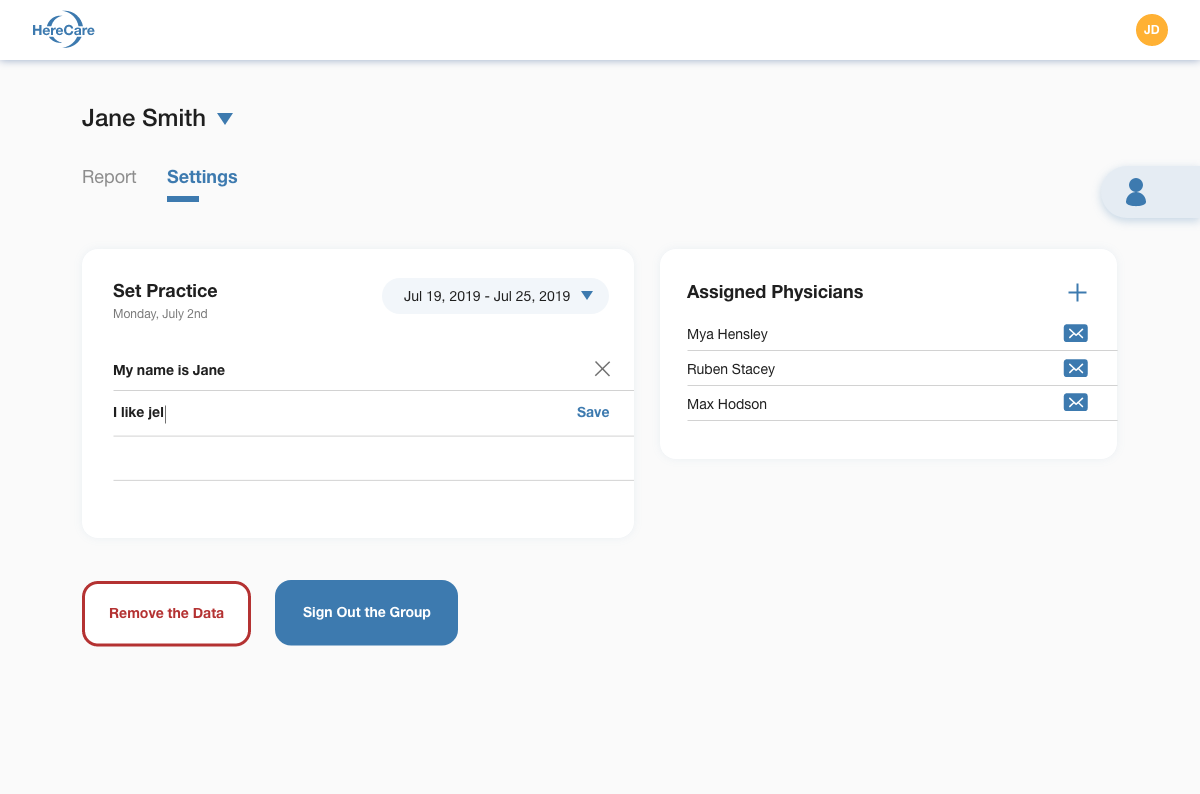 HereCare
JD
Jane Smith
Report Settings
Set Practice
Monday, July 2nd
Jul 19, 2019 - Jul 25, 2019
My name is Jane
I like jel
Save
Assigned Physicians
Mya Hensley
Ruben Stacey
Max Hodson
Remove the Data
Sign Out the Group